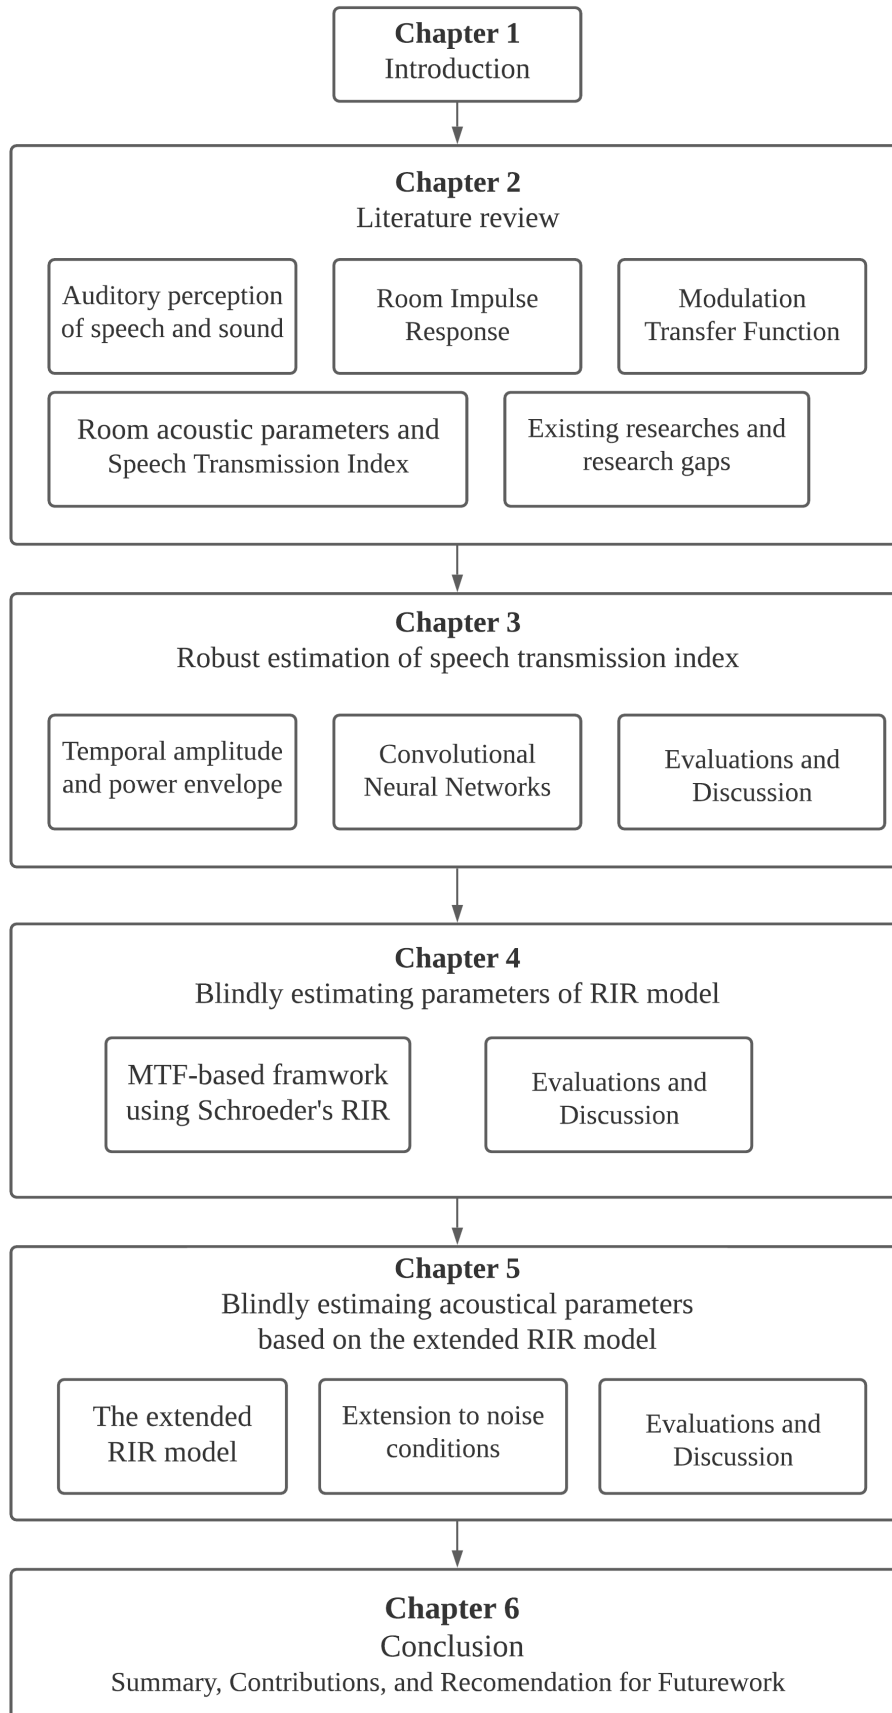 Chapter 1
Introduction
Chapter 2
Literature review
Auditory perception
of speech and sound
Room Impulse
Response
Modulation
Transfer Function
Room acoustic parameters and
Speech Transmission Index
Existing researches and
research gaps
Chapter 3
Robust estimation of speech transmission index
Temporal amplitude
and power envelope
Convolutional
Neural Networks
Evaluations and
Discussion
Chapter 4
Blindly estimating parameters of RIR model
MTF-based framwork
using Schroeder's RIR
Evaluations and
Discussion
Chapter 5
Blindly estimaing acoustical parameters
based on the extended RIR model
The extended
RIR model
Extension to noise
conditions
Evaluations and
Discussion
Chapter 6
Conclusion
Summary, Contributions, and Recomendation for Futurework